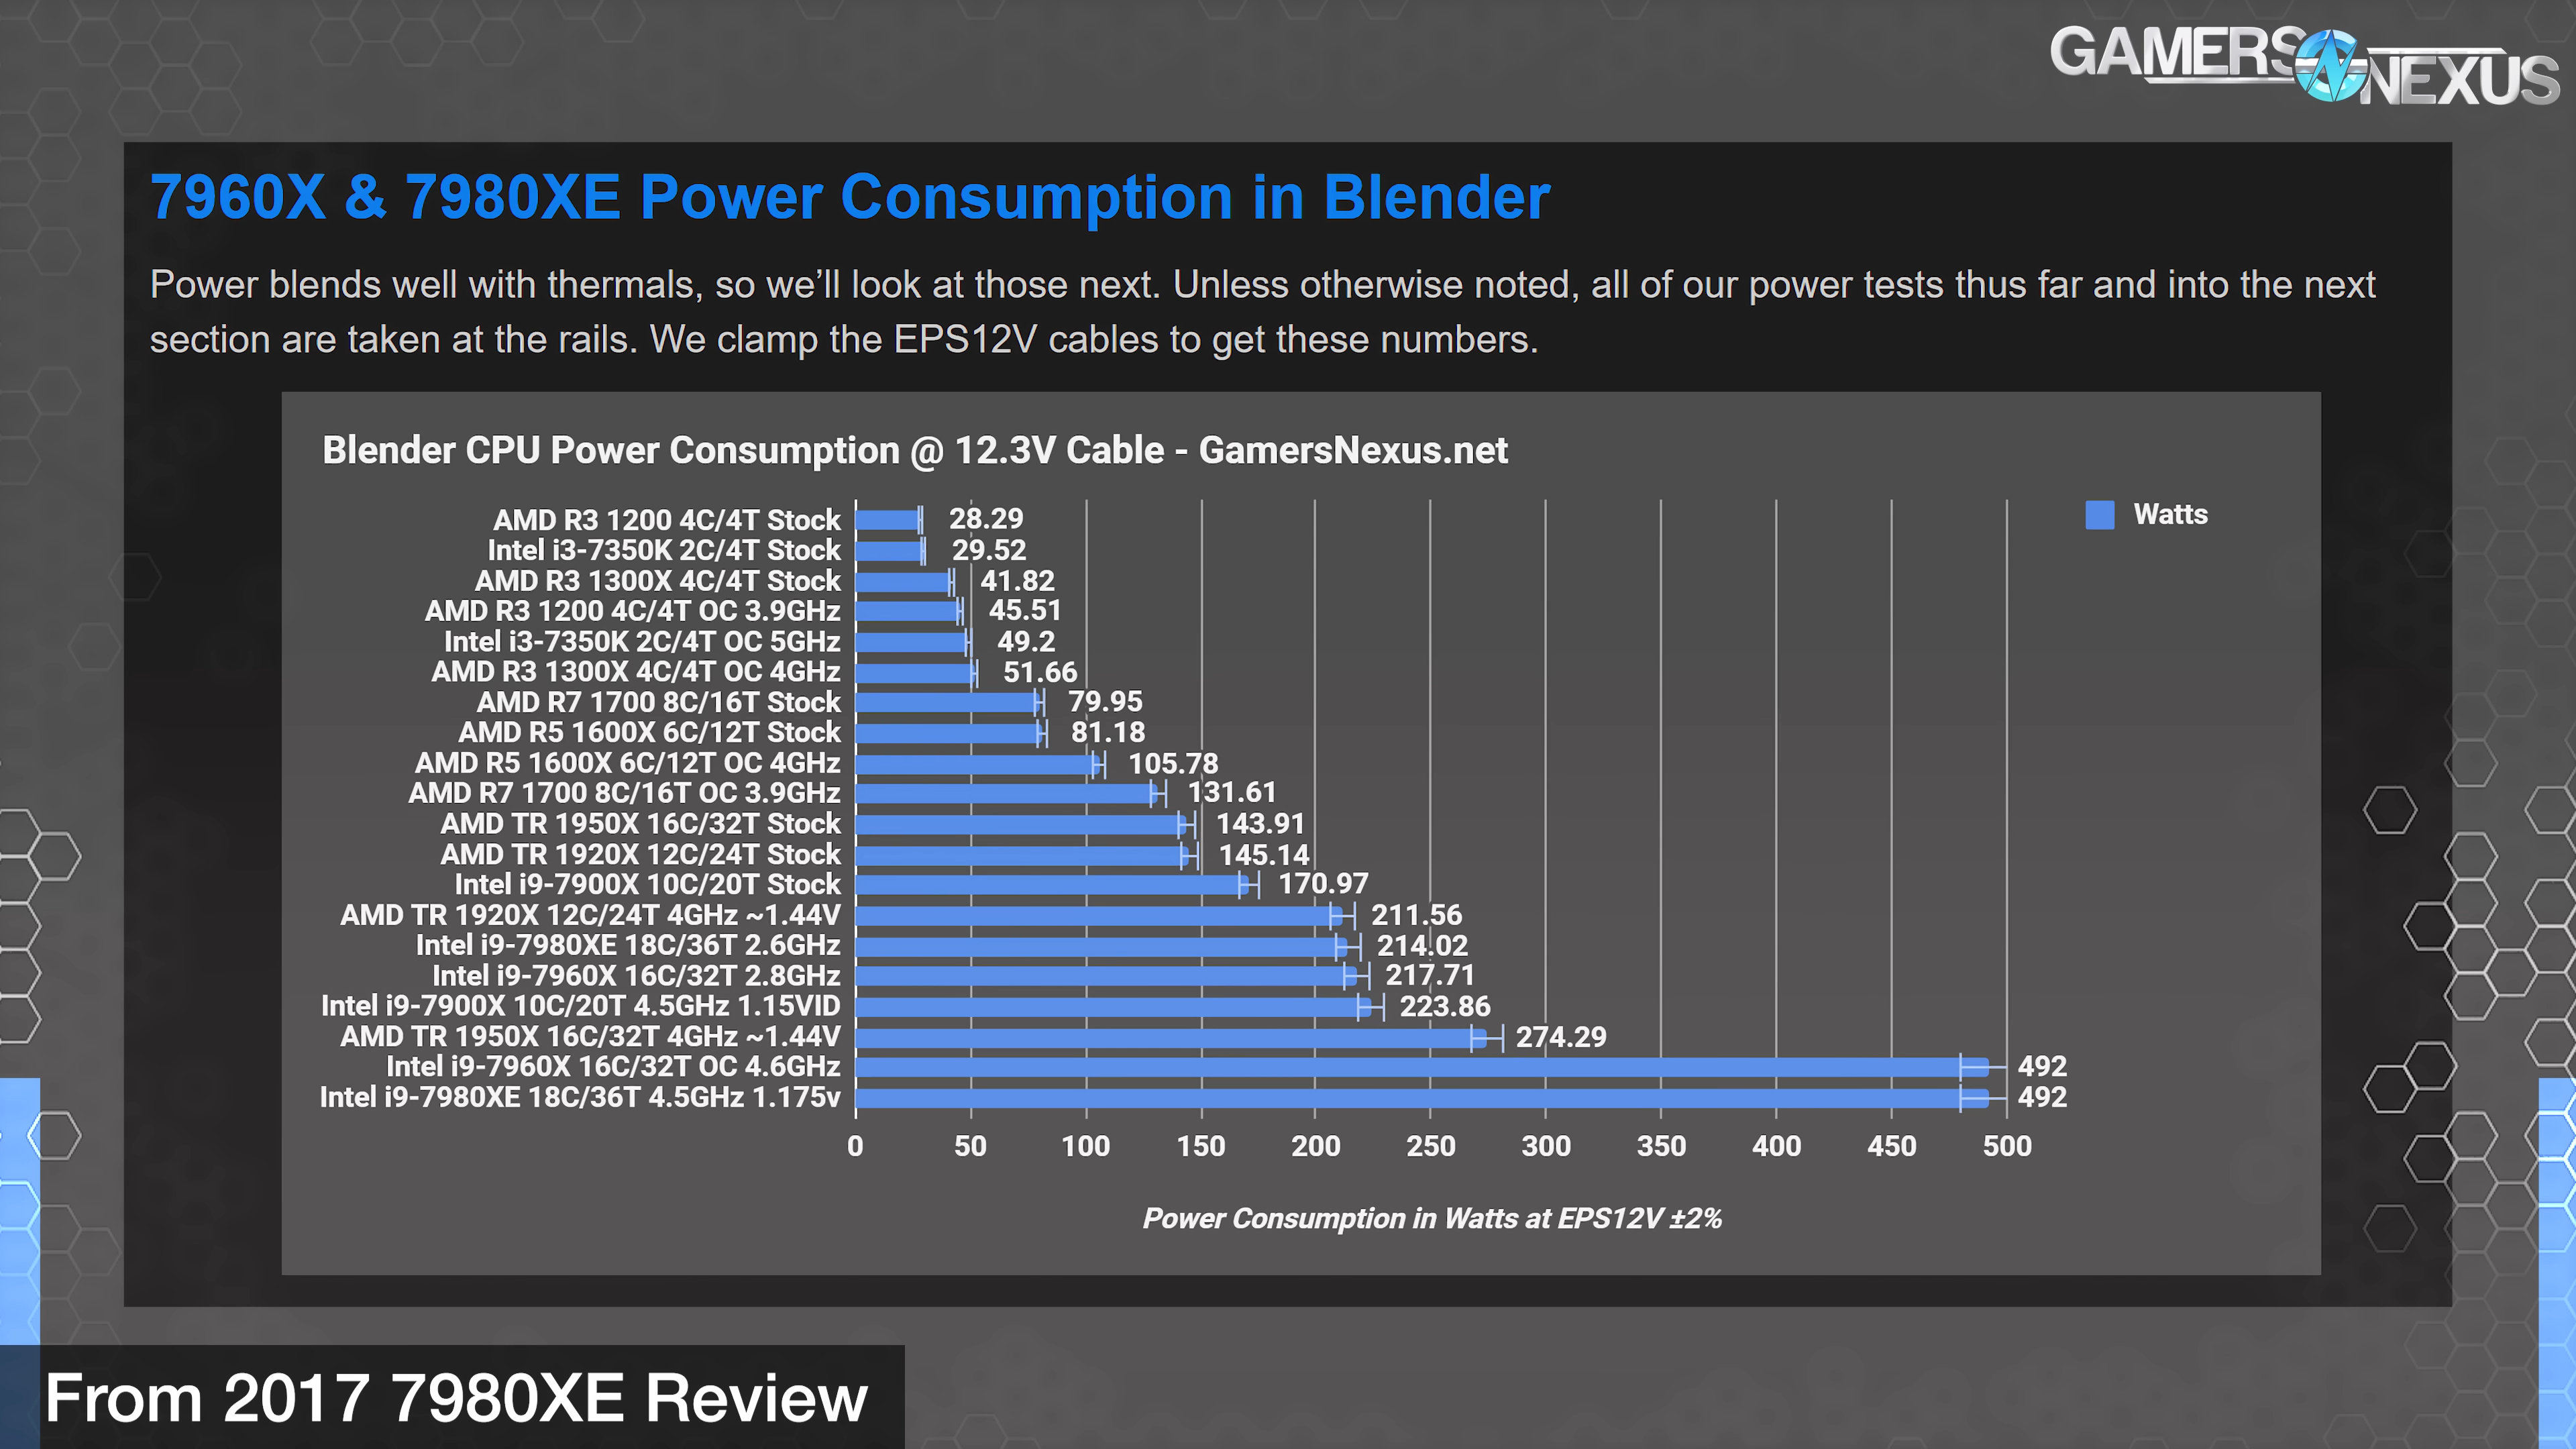 GAMERS NEXUS
7960X & 7980XE Power Consumption in Blender
Power blends well with thermals, so we’ll look at those next. Unless otherwise noted, all of our power tests thus far and into the next
section are taken at the rails. We clamp the EPS12V cables to get these numbers.
Blender CPU Power Consumption @ 12.3V Cable - GamersNexus.net
Watts
AMD R3 1200 4C/4T Stock 28.29
Intel i3-7350K 2C/4T Stock 29.52
AMD R3 1300X 4C/4T Stock 41.82
AMD R3 1200 4C/4T OC 3.9GHz 45.51
Intel i3-7350K 2C/4T OC 5GHz 49.2
AMD R3 1300X 4C/4T OC 4GHz 51.66
AMD R7 1700 8C/16T Stock 79.95
AMD R5 1600X 6C/12T Stock 81.18
AMD R5 1600X 6C/12T OC 4GHz 105.78
AMD R7 1700 8C/16T OC 3.9GHz 131.61
AMD TR 1950X 16C/32T Stock 143.91
AMD TR 1920X 12C/24T Stock 145.14
Intel i9-7900X 10C/20T Stock 170.97
AMD TR 1920X 12C/24T 4GHz ~1.44V 211.56
Intel i9-7980XE 18C/36T 2.6GHz 214.02
Intel i9-7960X 16C/32T 2.8GHz 217.71
Intel i9-7900X 10C/20T 4.5GHz 1.15VID 223.86
AMD TR 1950X 16C/32T 4GHz ~1.44V 274.29
Intel i9-7960X 16C/32T OC 4.6GHz 492
Intel i9-7980XE 18C/36T 4.5GHz 1.175v 492
0 50 100 150 200 250 300 350 400 450 500
Power Consumption in Watts at EPS12V ±2%
From 2017 7980XE Review